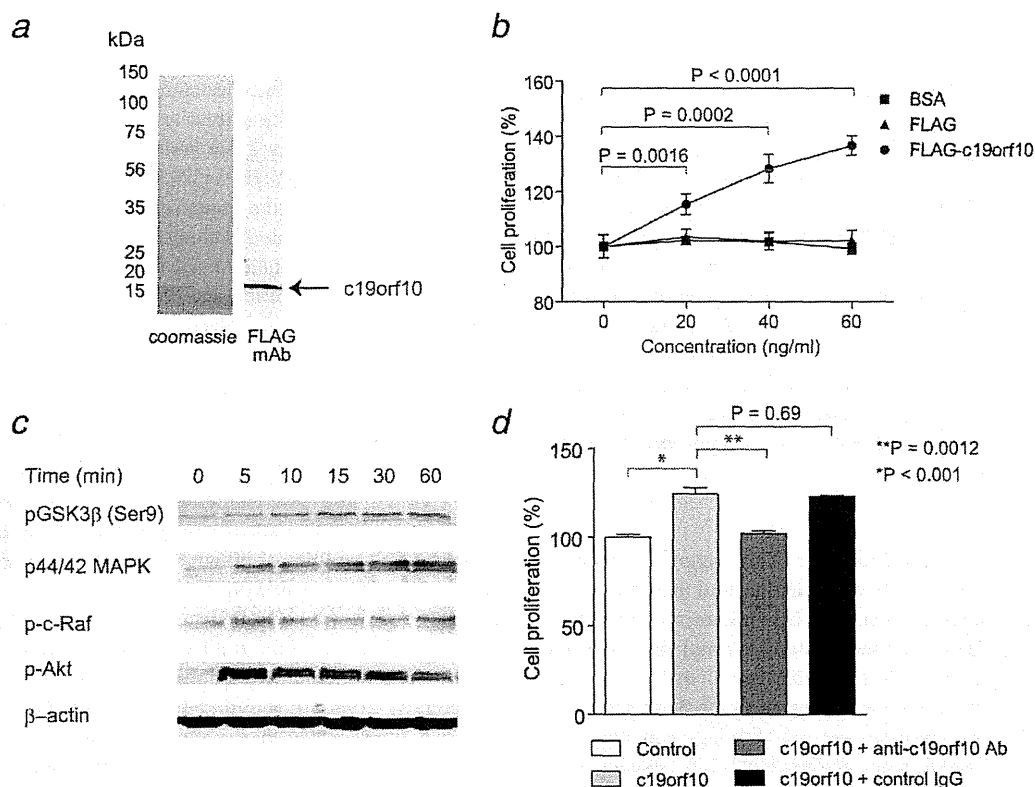 a
kDa
150
100
75
56
35
25
20
15
c19orf10
coomassie FLAG mAb
b
P < 0.0001
P = 0.0002
P = 0.0016
BSA
FLAG
FLAG-c19orf10
160
140
120
100
80
Cell proliferation (%)
0 20 40 60
Concentration (ng/ml)
c
Time (min) 0 5 10 15 30 60
pGSK3β (Ser9)
p44/42 MAPK
p-c-Raf
p-Akt
β-actin
d
P = 0.69
* **
**P = 0.0012
*P < 0.001
150
100
50
0
Cell proliferation (%)
Control
c19orf10
c19orf10 + anti-c19orf10 Ab
c19orf10 + control IgG